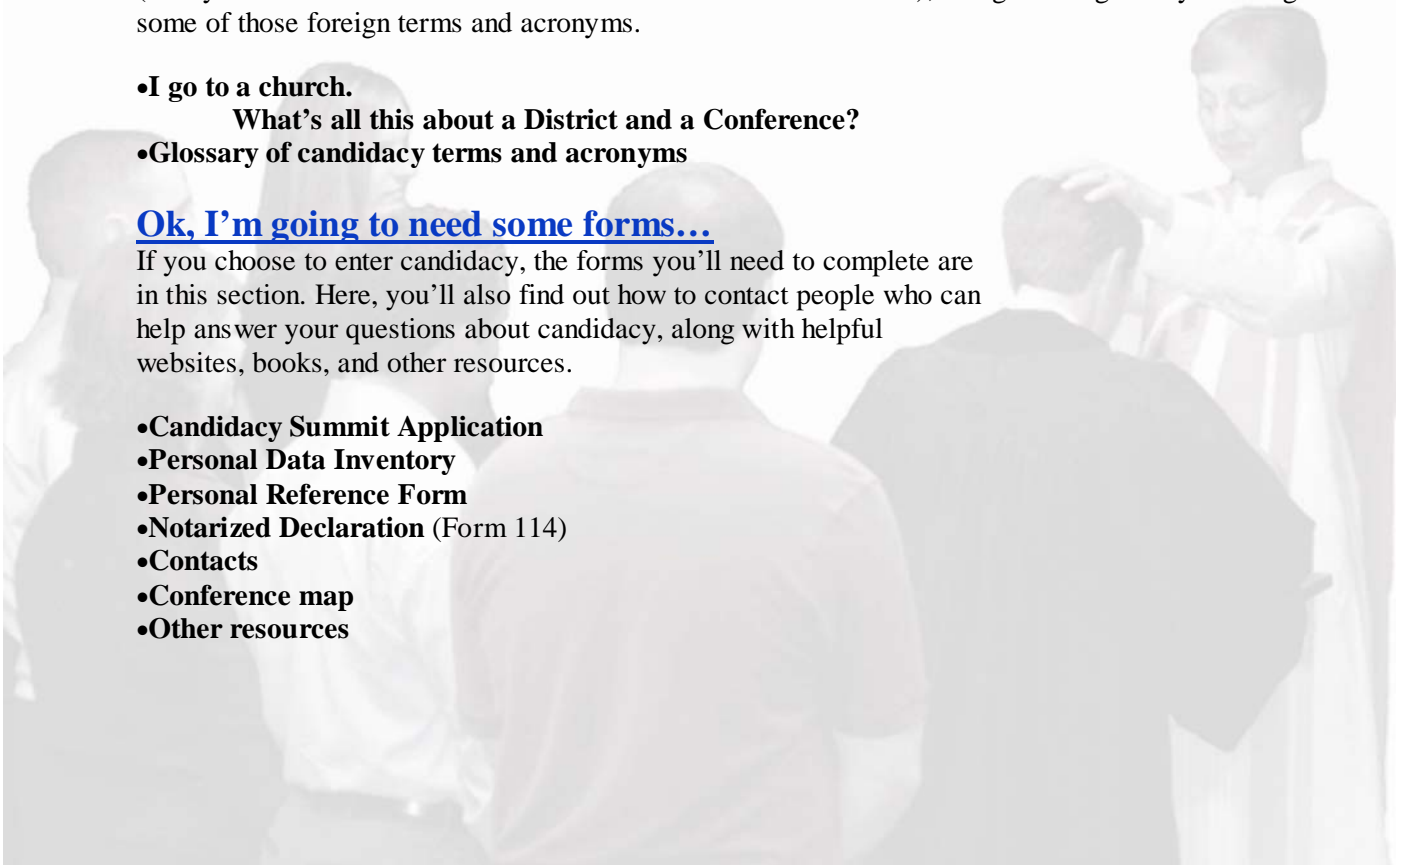 some of those foreign terms and acronyms.
•I go to a church.
What’s all this about a District and a Conference?
•Glossary of candidacy terms and acronyms
Ok, I’m going to need some forms…
If you choose to enter candidacy, the forms you’ll need to complete are
in this section. Here, you’ll also find out how to contact people who can
help answer your questions about candidacy, along with helpful
websites, books, and other resources.
•Candidacy Summit Application
•Personal Data Inventory
•Personal Reference Form
•Notarized Declaration (Form 114)
•Contacts
•Conference map
•Other resources